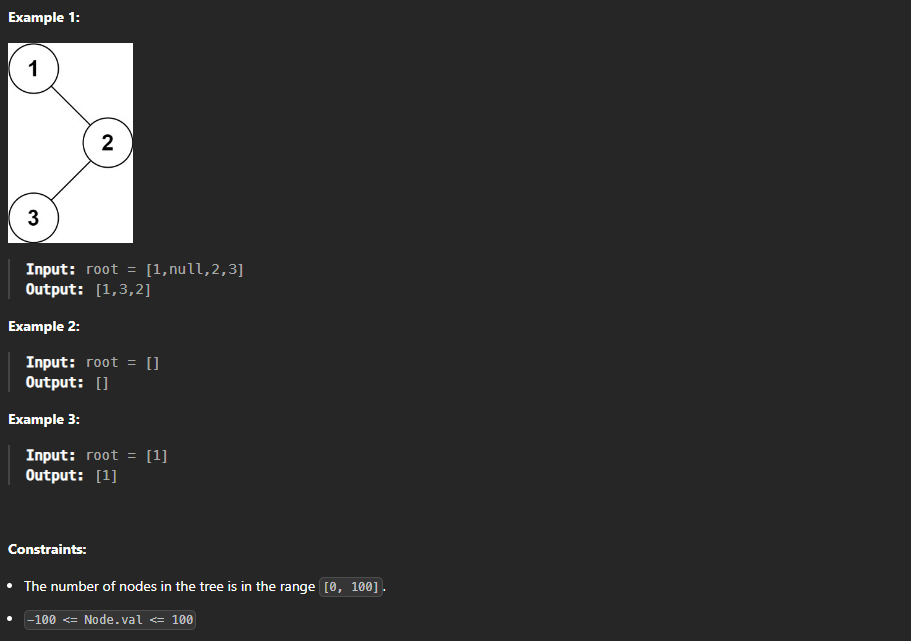 Example 1:
1
2
3
Input: root = [1,null,2,3]
Output: [1,3,2]
Example 2:
Input: root = []
Output: []
Example 3:
Input: root = [1]
Output: [1]
Constraints:
• The number of nodes in the tree is in the range [0, 100].
• -100 <= Node.val <= 100